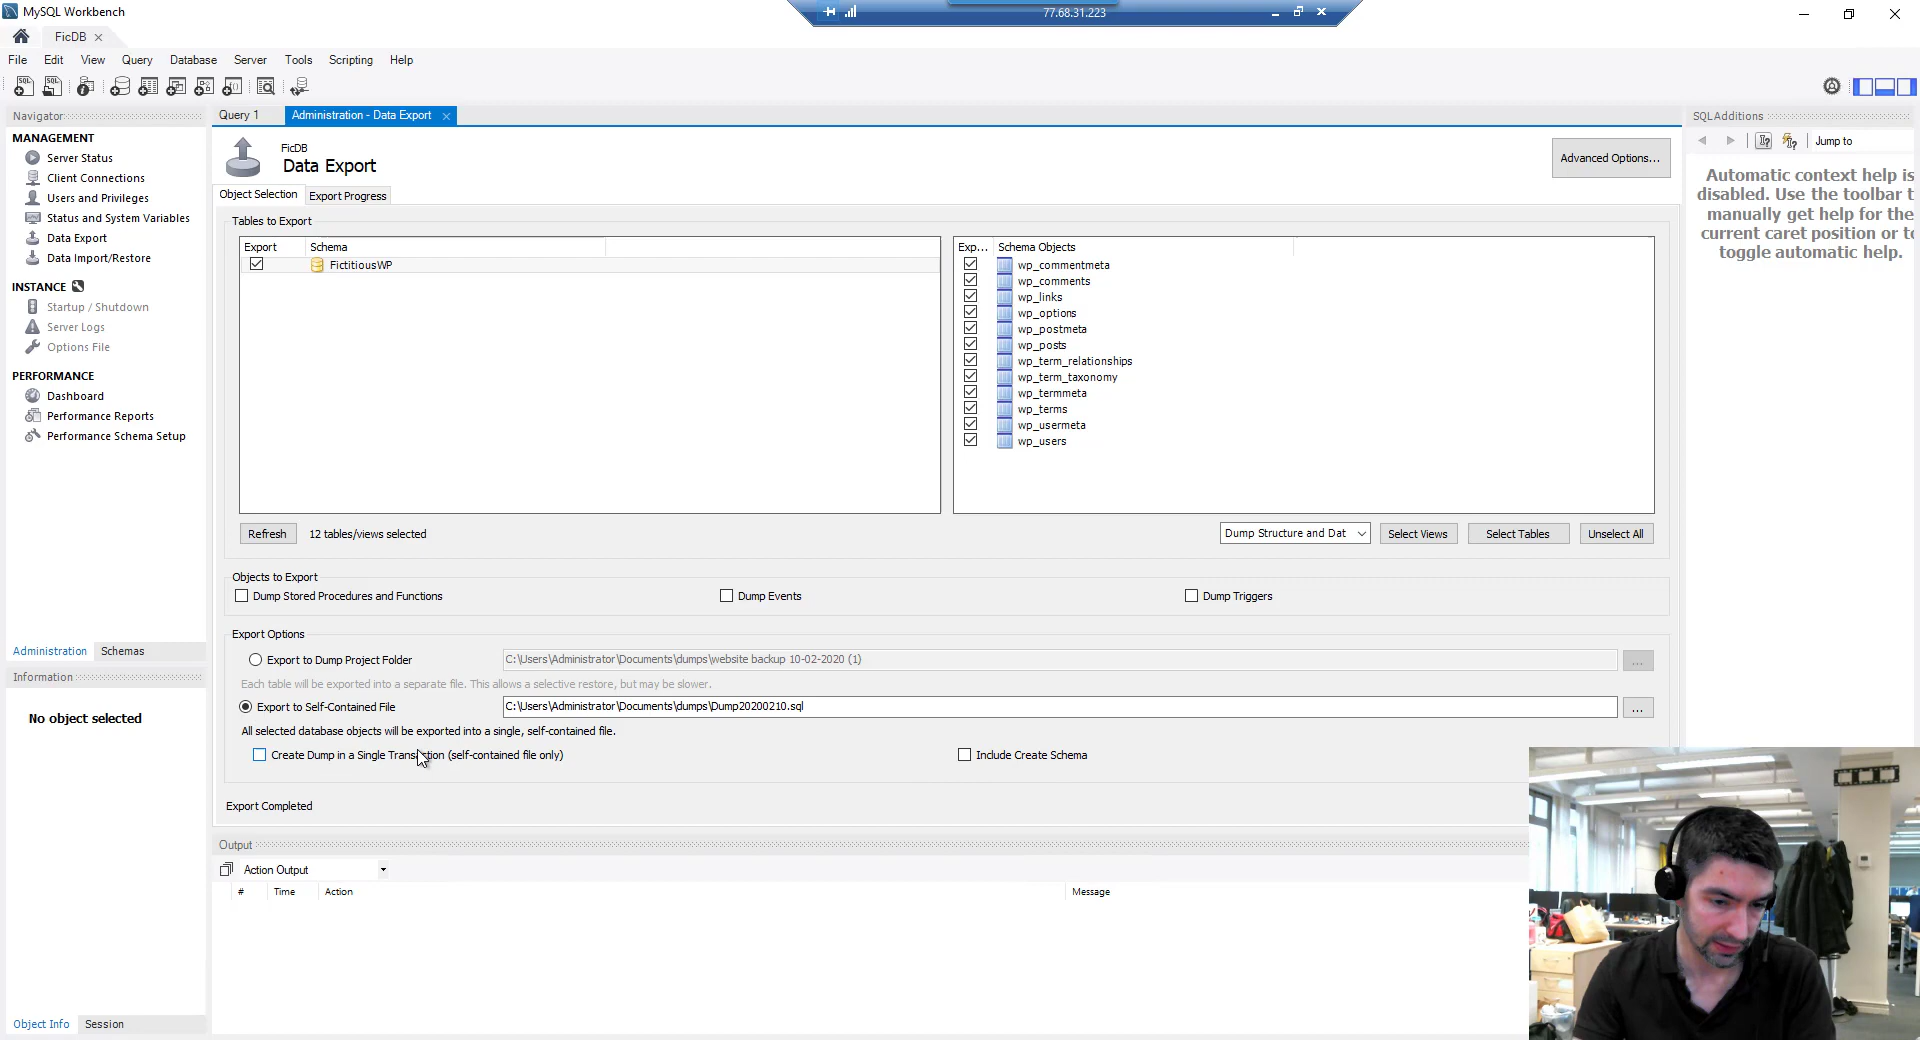 MySQL Workbench
77.68.31.223
FicDB
File Edit View Query Database Server Tools Scripting Help
Navigator
MANAGEMENT
Server Status
Client Connections
Users and Privileges
Status and System Variables
Data Export
Data Import/Restore
INSTANCE
Startup / Shutdown
Server Logs
Options File
PERFORMANCE
Dashboard
Performance Reports
Performance Schema Setup
Administration Schemas
Information
No object selected
Object Info Session
Query 1 Administration - Data Export
FicDB
Data Export
Advanced Options...
Object Selection Export Progress
Tables to Export
Export Schema
FictitiousWP
Exp... Schema Objects
wp_commentmeta
wp_comments
wp_links
wp_options
wp_postmeta
wp_posts
wp_term_relationships
wp_term_taxonomy
wp_termmeta
wp_terms
wp_usermeta
wp_users
Refresh 12 tables/views selected Dump Structure and Dat Select Views Select Tables Unselect All
Objects to Export
Dump Stored Procedures and Functions Dump Events Dump Triggers
Export Options
Export to Dump Project Folder C:\Users\Administrator\Documents\dumps\website backup 10-02-2020 (1) ...
Each table will be exported into a separate file. This allows a selective restore, but may be slower.
Export to Self-Contained File C:\Users\Administrator\Documents\dumps\Dump20200210.sql ...
All selected database objects will be exported into a single, self-contained file.
Create Dump in a Single Transaction (self-contained file only) Include Create Schema
Export Completed
Output
Action Output
# Time Action Message
SQLAdditions
Jump to
Automatic context help is
disabled. Use the toolbar t
manually get help for the
current caret position or to
toggle automatic help.